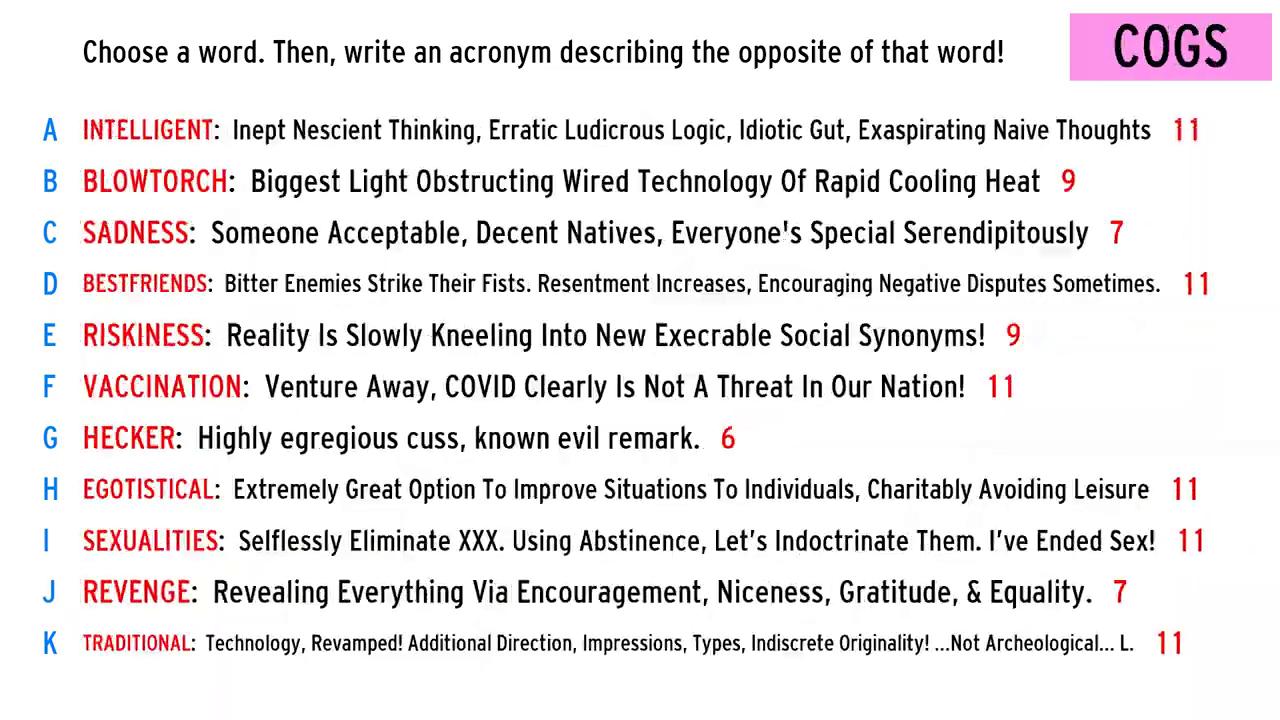 Choose a word. Then, write an acronym describing the opposite of that word!
COGS
A INTELLIGENT: Inept Nescient Thinking, Erratic Ludicrous Logic, Idiotic Gut, Exaspirating Naive Thoughts 11
B BLOWTORCH: Biggest Light Obstructing Wired Technology Of Rapid Cooling Heat 9
C SADNESS: Someone Acceptable, Decent Natives, Everyone's Special Serendipitously 7
D BESTFRIENDS: Bitter Enemies Strike Their Fists. Resentment Increases, Encouraging Negative Disputes Sometimes. 11
E RISKINESS: Reality Is Slowly Kneeling Into New Execrable Social Synonyms! 9
F VACCINATION: Venture Away, COVID Clearly Is Not A Threat In Our Nation! 11
G HECKER: Highly egregious cuss, known evil remark. 6
H EGOTISTICAL: Extremely Great Option To Improve Situations To Individuals, Charitably Avoiding Leisure 11
I SEXUALITIES: Selflessly Eliminate XXX. Using Abstinence, Let’s Indoctrinate Them. I’ve Ended Sex! 11
J REVENGE: Revealing Everything Via Encouragement, Niceness, Gratitude, & Equality. 7
K TRADITIONAL: Technology, Revamped! Additional Direction, Impressions, Types, Indiscrete Originality! ...Not Archeological... L. 11